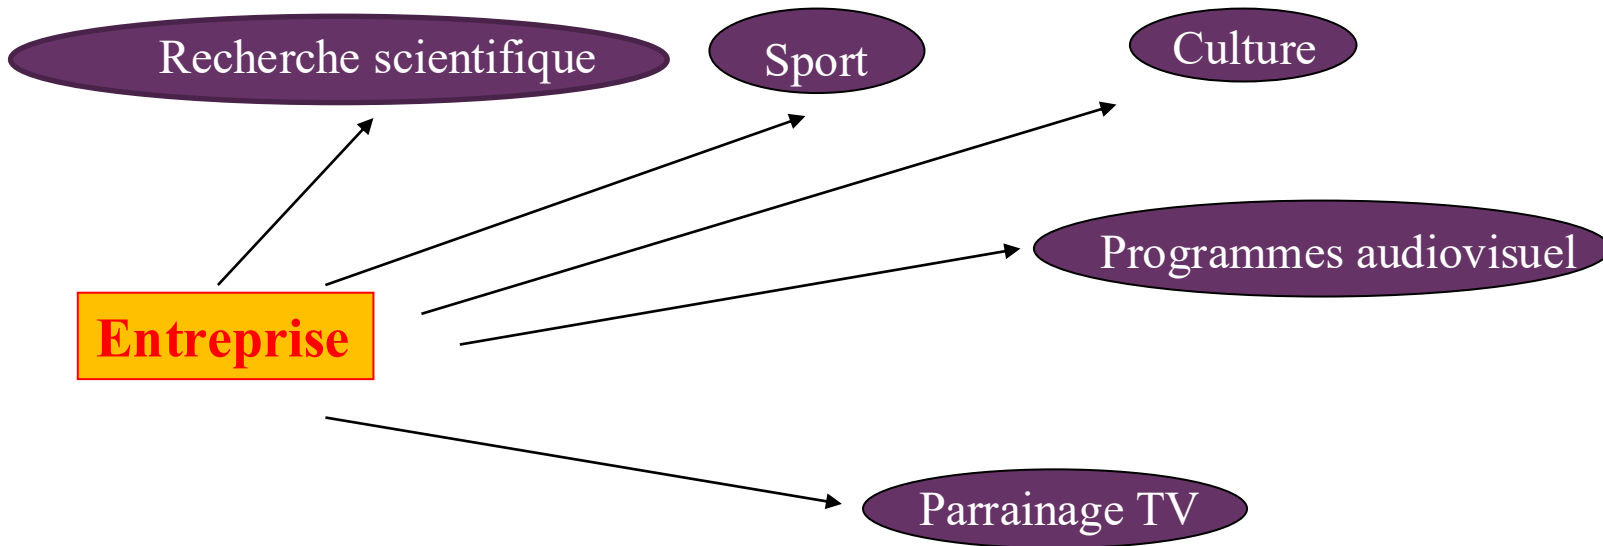 Recherche scientifique
Sport
Culture
Programmes audiovisuel
Entreprise
Parrainage TV